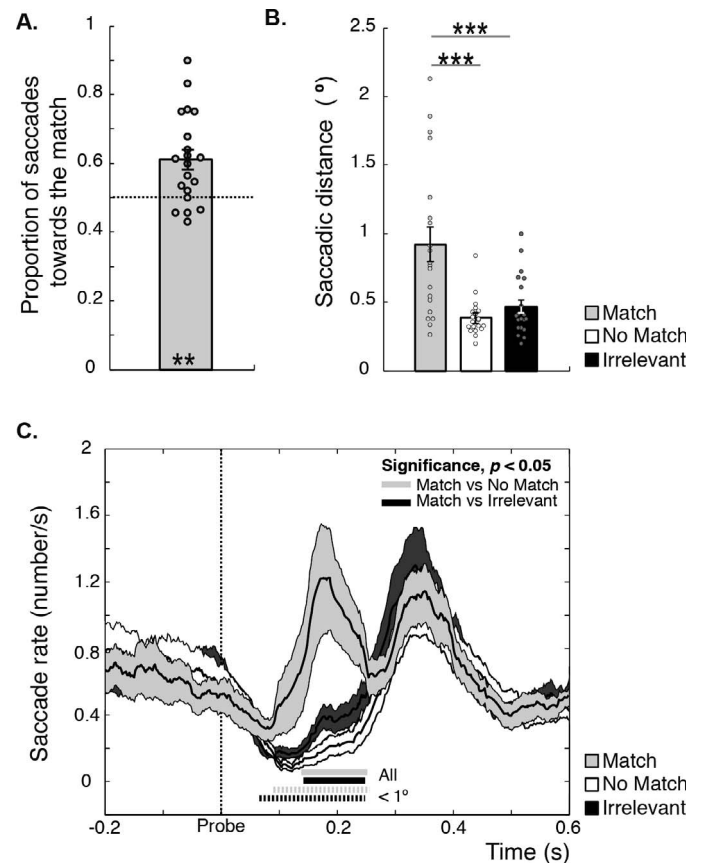 A.
1
0.8
0.6
0.4
0.2
0
Proportion of saccades
towards the match
**
B.
2.5
2
1.5
1
0.5
0
Saccadic distance (º)
***
***
Match
No Match
Irrelevant
C.
2
1.6
1.2
0.8
0.4
0
Saccade rate (number/s)
Significance, p < 0.05
Match vs No Match
Match vs Irrelevant
All
< 1º
-0.2
Probe
0.2
0.4
0.6
Time (s)
Match
No Match
Irrelevant